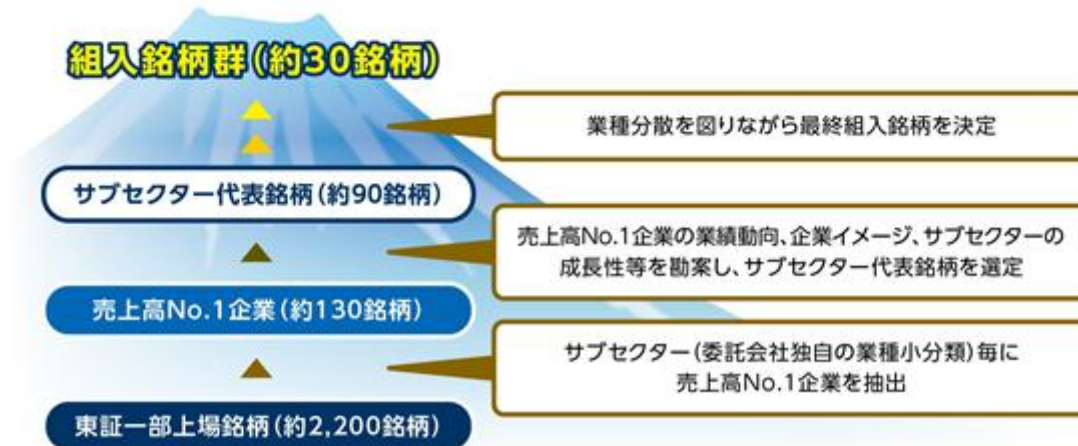 組入銘柄群(約30銘柄)
業種分散を図りながら最終組入銘柄を決定
サブセクター代表銘柄(約90銘柄)
売上高No.1企業の業績動向、企業イメージ、サブセクターの
成長性等を勘案し、サブセクター代表銘柄を選定
売上高No.1企業(約130銘柄)
サブセクター(委託会社独自の業種小分類)毎に
売上高No.1企業を抽出
東証一部上場銘柄(約2,200銘柄)